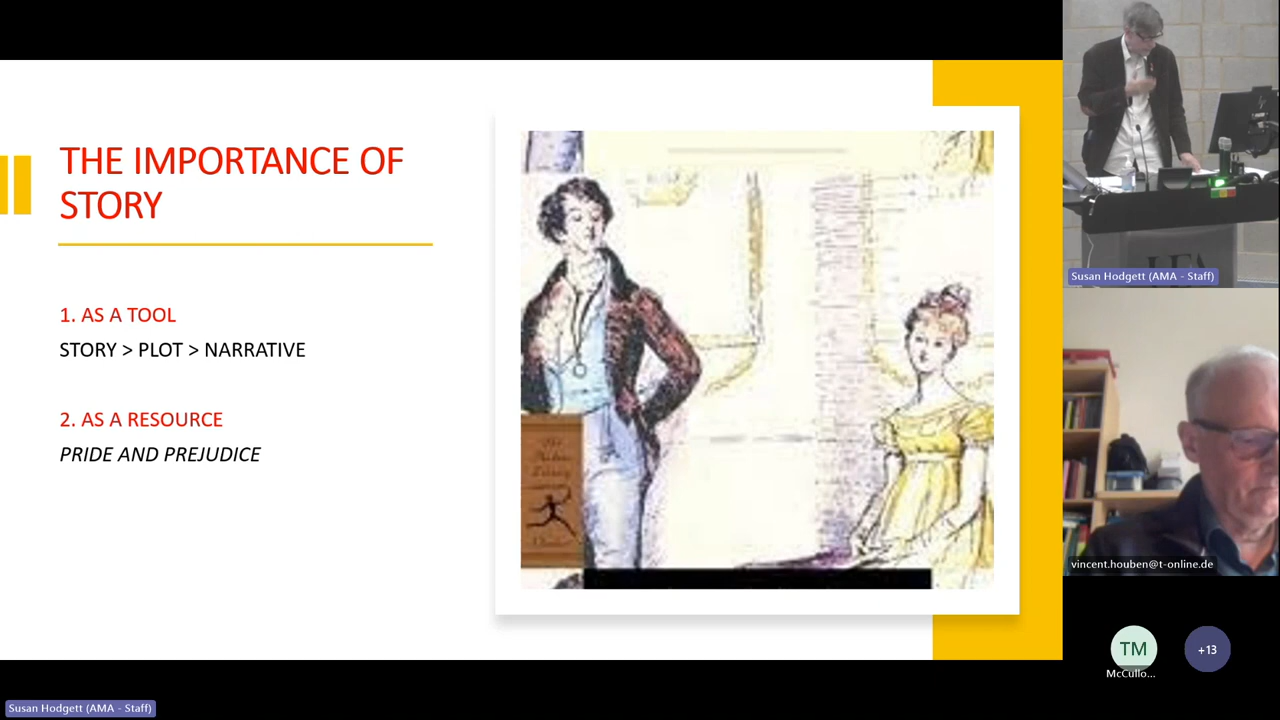 THE IMPORTANCE OF
STORY
1. AS A TOOL
STORY > PLOT > NARRATIVE
2. AS A RESOURCE
PRIDE AND PREJUDICE
Susan Hodgett (AMA - Staff)
vincent.houben@t-online.de
TM
McCullo...
+13
Susan Hodgett (AMA - Staff)